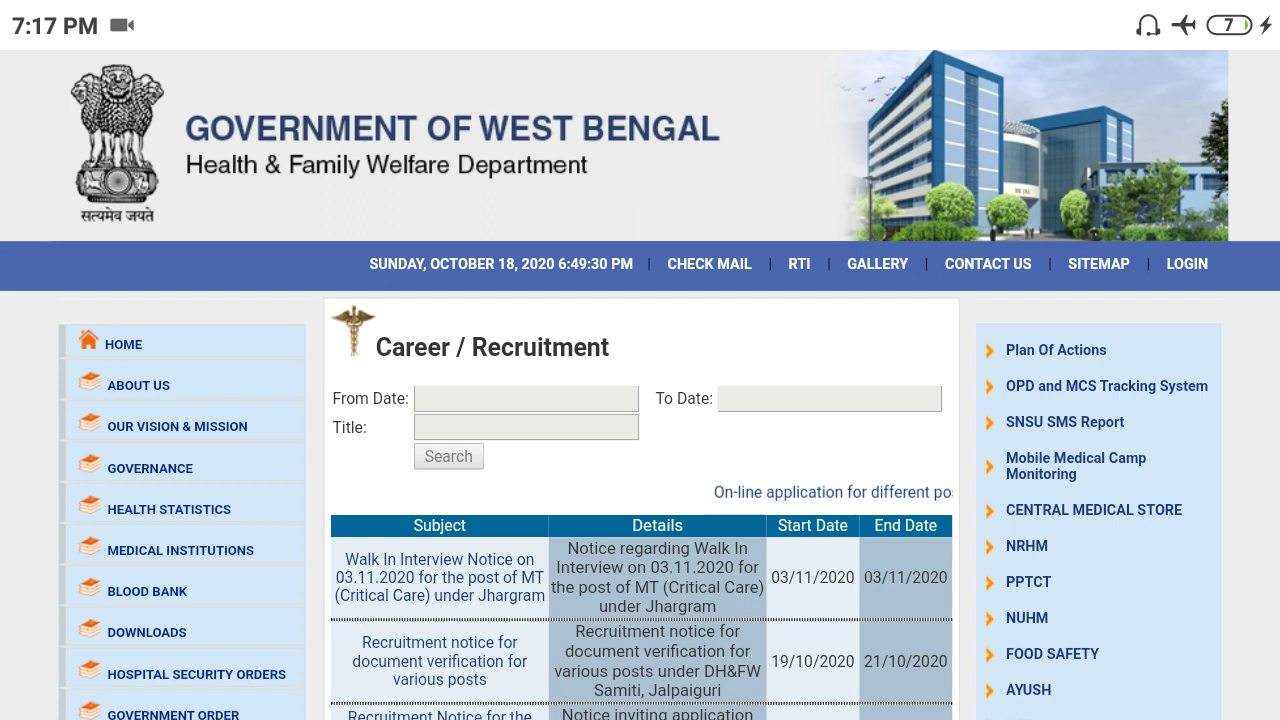 7:17 PM
7
GOVERNMENT OF WEST BENGAL
Health & Family Welfare Department
सत्यमेव जयते
SUNDAY, OCTOBER 18, 2020 6:49:30 PM | CHECK MAIL | RTI | GALLERY | CONTACT US | SITEMAP | LOGIN
HOME
ABOUT US
OUR VISION & MISSION
GOVERNANCE
HEALTH STATISTICS
MEDICAL INSTITUTIONS
BLOOD BANK
DOWNLOADS
HOSPITAL SECURITY ORDERS
GOVERNMENT ORDER
Career / Recruitment
From Date: To Date:
Title:
Search
On-line application for different po
Subject Details Start Date End Date
Walk In Interview Notice on
03.11.2020 for the post of MT
(Critical Care) under Jhargram
Notice regarding Walk In
Interview on 03.11.2020 for
the post of MT (Critical Care)
under Jhargram
03/11/2020 03/11/2020
Recruitment notice for
document verification for
various posts
Recruitment notice for
document verification for
various posts under DH&FW
Samiti, Jalpaiguri
19/10/2020 21/10/2020
Recruitment Notice for the
Notice inviting application
Plan Of Actions
OPD and MCS Tracking System
SNSU SMS Report
Mobile Medical Camp
Monitoring
CENTRAL MEDICAL STORE
NRHM
PPTCT
NUHM
FOOD SAFETY
AYUSH